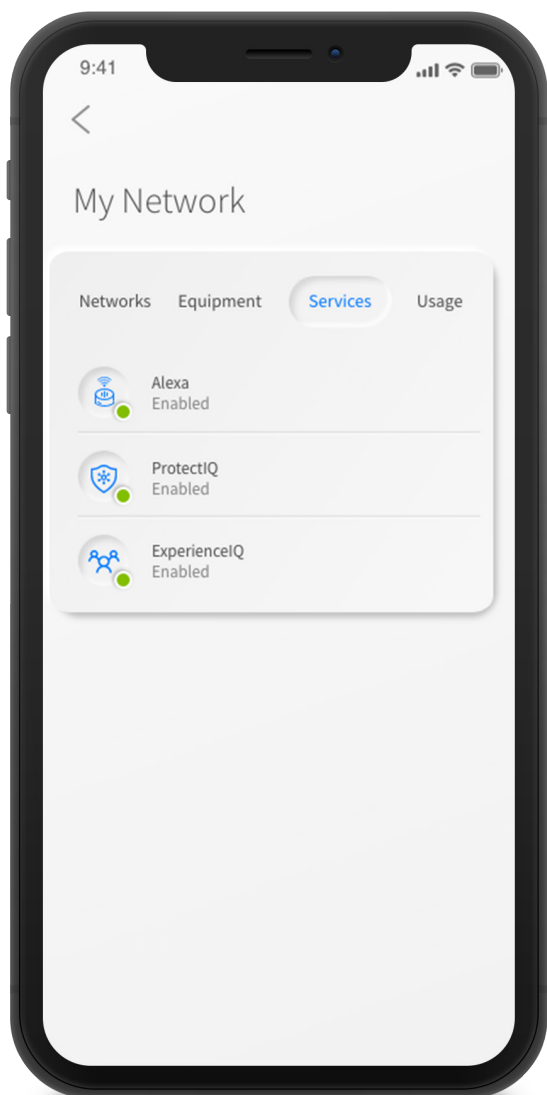 9:41
My Network
Networks Equipment Services Usage
Alexa
Enabled
ProtectIQ
Enabled
ExperienceIQ
Enabled